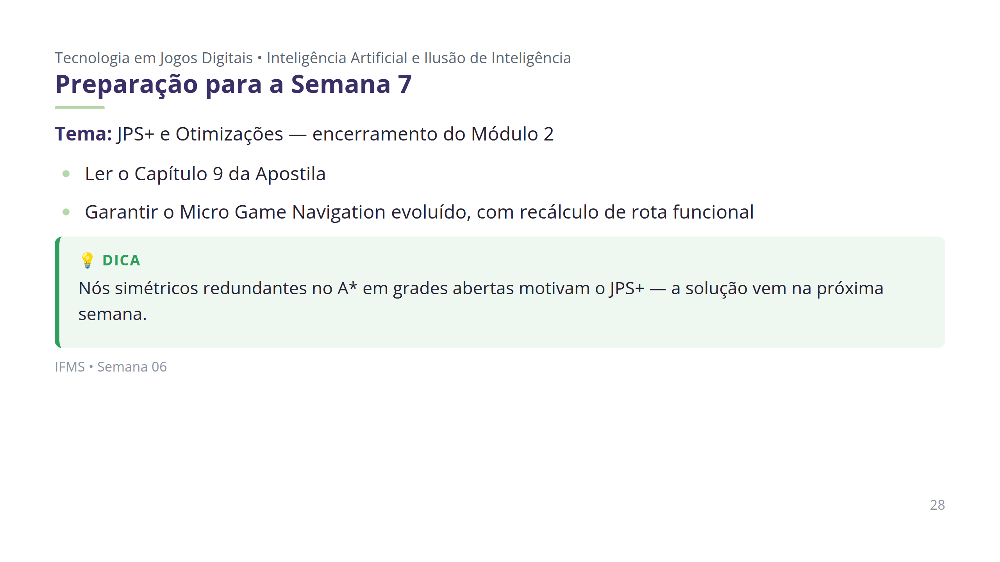 Tecnologia em Jogos Digitais • Inteligência Artificial e Ilusão de Inteligência
Preparação para a Semana 7
Tema: JPS+ e Otimizações — encerramento do Módulo 2
• Ler o Capítulo 9 da Apostila
• Garantir o Micro Game Navigation evoluído, com recálculo de rota funcional
💡 DICA
Nós simétricos redundantes no A* em grades abertas motivam o JPS+ — a solução vem na próxima
semana.
IFMS • Semana 06
28